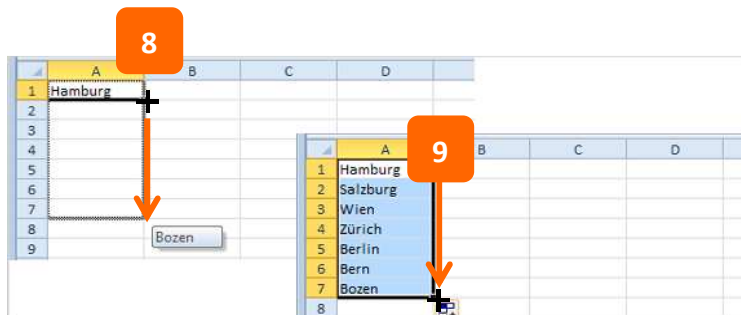 8
A B C D
1 Hamburg
2
3
4
5
6
7
8
9
Bozen
9
A B C D
1 Hamburg
2 Salzburg
3 Wien
4 Zürich
5 Berlin
6 Bern
7 Bozen
8